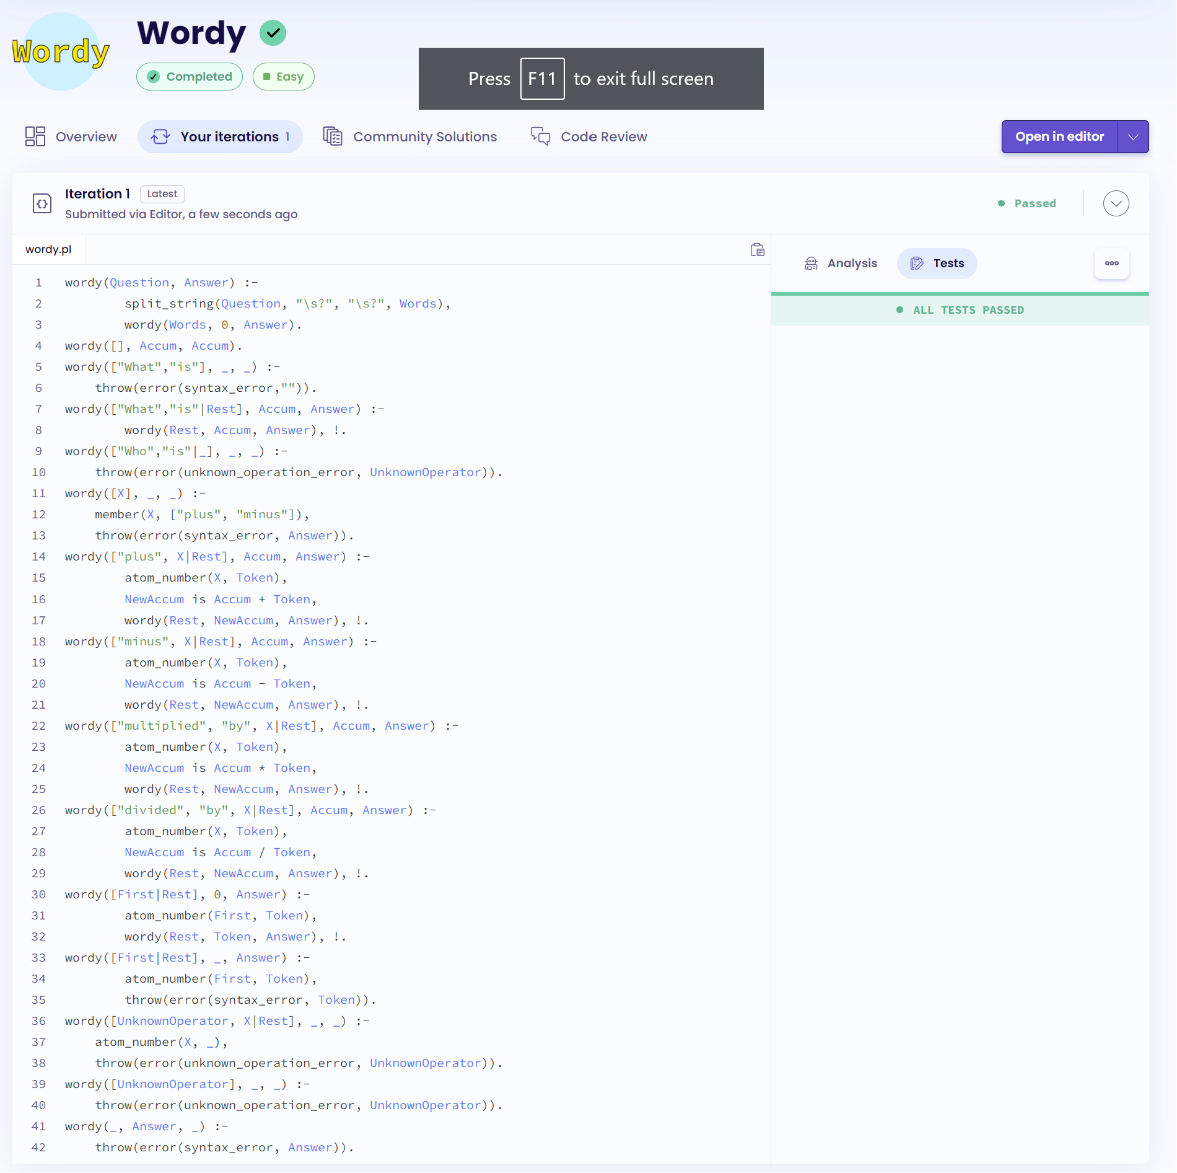 Wordy
Wordy
Completed
Easy
Press F11 to exit full screen
Overview
Your iterations 1
Community Solutions
Code Review
Open in editor
Iteration 1 Latest
Submitted via Editor, a few seconds ago
Passed
wordy.pl
Analysis
Tests
ALL TESTS PASSED
1 wordy(Question, Answer) :-
2         split_string(Question, "\s?", "\s?", Words),
3         wordy(Words, 0, Answer).
4 wordy([], Accum, Accum).
5 wordy(["What","is"], _, _) :-
6     throw(error(syntax_error,"")).
7 wordy(["What","is"|Rest], Accum, Answer) :-
8         wordy(Rest, Accum, Answer), !.
9 wordy(["Who","is"|_], _, _) :-
10     throw(error(unknown_operation_error, UnknownOperator)).
11 wordy([X], _, _) :-
12     member(X, ["plus", "minus"]),
13     throw(error(syntax_error, Answer)).
14 wordy(["plus", X|Rest], Accum, Answer) :-
15         atom_number(X, Token),
16         NewAccum is Accum + Token,
17         wordy(Rest, NewAccum, Answer), !.
18 wordy(["minus", X|Rest], Accum, Answer) :-
19         atom_number(X, Token),
20         NewAccum is Accum - Token,
21         wordy(Rest, NewAccum, Answer), !.
22 wordy(["multiplied", "by", X|Rest], Accum, Answer) :-
23         atom_number(X, Token),
24         NewAccum is Accum * Token,
25         wordy(Rest, NewAccum, Answer), !.
26 wordy(["divided", "by", X|Rest], Accum, Answer) :-
27         atom_number(X, Token),
28         NewAccum is Accum / Token,
29         wordy(Rest, NewAccum, Answer), !.
30 wordy([First|Rest], 0, Answer) :-
31         atom_number(First, Token),
32         wordy(Rest, Token, Answer), !.
33 wordy([First|Rest], _, Answer) :-
34         atom_number(First, Token),
35         throw(error(syntax_error, Token)).
36 wordy([UnknownOperator, X|Rest], _, _) :-
37     atom_number(X, _),
38     throw(error(unknown_operation_error, UnknownOperator)).
39 wordy([UnknownOperator], _, _) :-
40     throw(error(unknown_operation_error, UnknownOperator)).
41 wordy(_, Answer, _) :-
42     throw(error(syntax_error, Answer)).